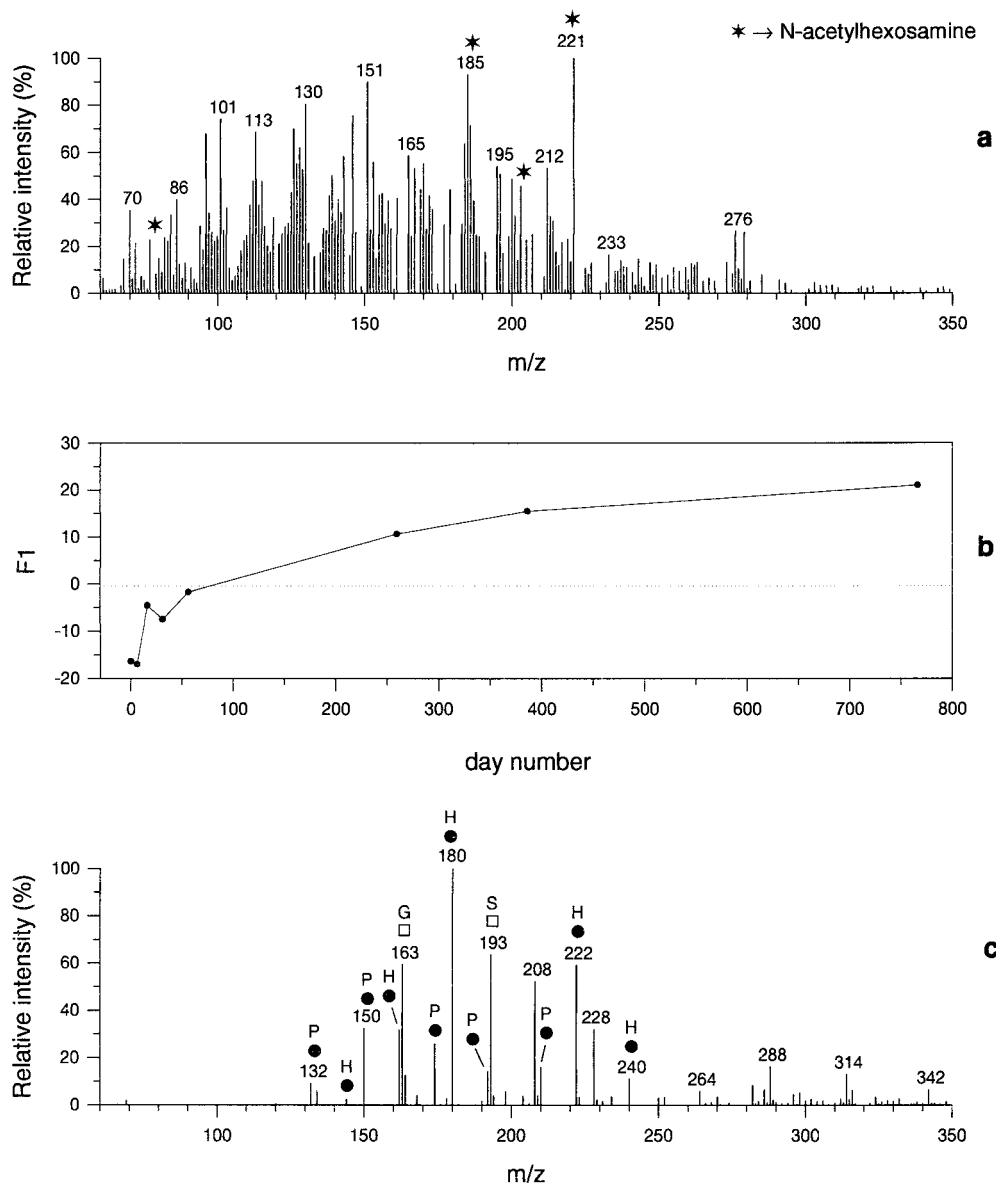 ✶ → N-acetylhexosamine
a
Relative intensity (%)
100
80
60
40
20
0
70
86
101
113
130
151
165
185
195
212
221
233
276
100
150
200
250
300
350
m/z
b
F1
30
20
10
0
-10
-20
0
100
200
300
400
500
600
700
800
day number
c
Relative intensity (%)
100
80
60
40
20
0
P
132
H
P
150
H
G
163
P
H
180
P
S
193
208
P
H
222
228
H
240
264
288
314
342
100
150
200
250
300
350
m/z